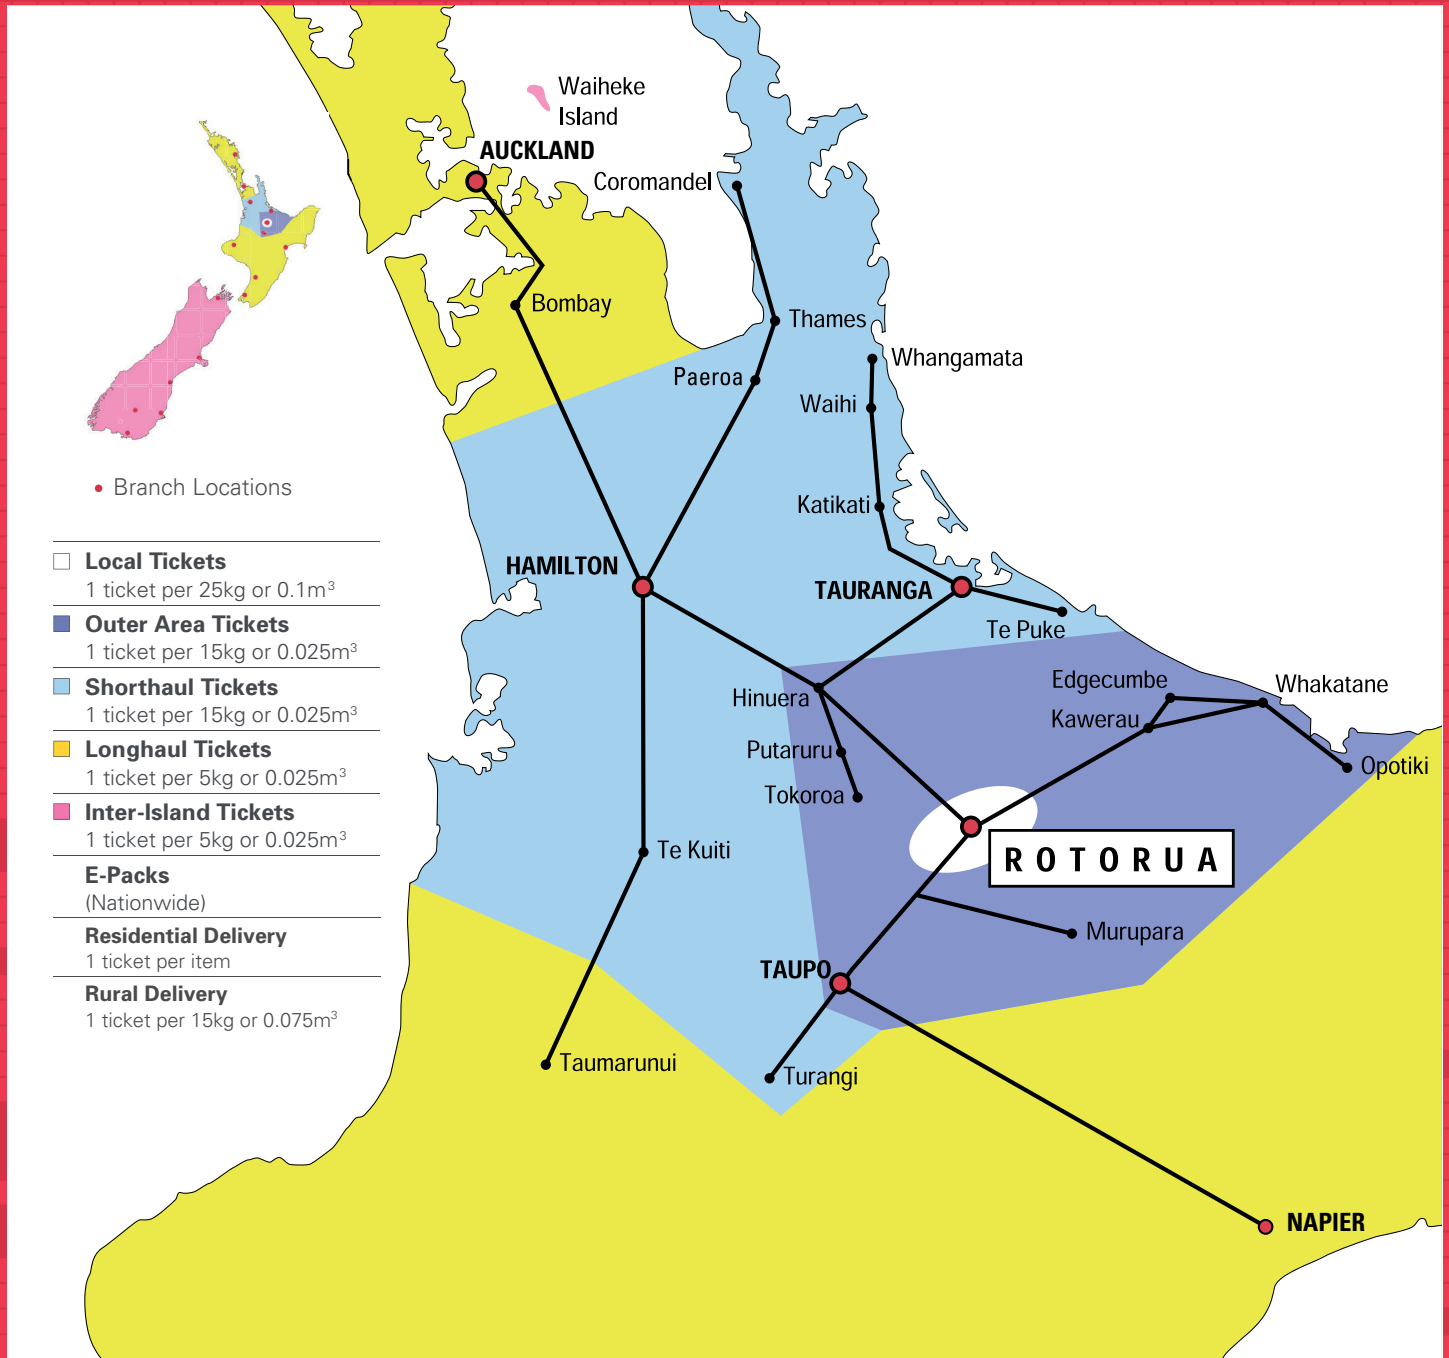 Waiheke
Island
AUCKLAND
Coromandel
Bombay
Thames
Whangamata
Paeroa
Waihi
Katikati
HAMILTON
TAURANGA
Te Puke
Hinuera
Edgecumbe
Whakatane
Kawerau
Putaruru
Opotiki
Tokoroa
Te Kuiti
ROTORUA
Murupara
TAUPO
Taumarunui
Turangi
NAPIER
• Branch Locations
Local Tickets
1 ticket per 25kg or 0.1m³
Outer Area Tickets
1 ticket per 15kg or 0.025m³
Shorthaul Tickets
1 ticket per 15kg or 0.025m³
Longhaul Tickets
1 ticket per 5kg or 0.025m³
Inter-Island Tickets
1 ticket per 5kg or 0.025m³
E-Packs
(Nationwide)
Residential Delivery
1 ticket per item
Rural Delivery
1 ticket per 15kg or 0.075m³